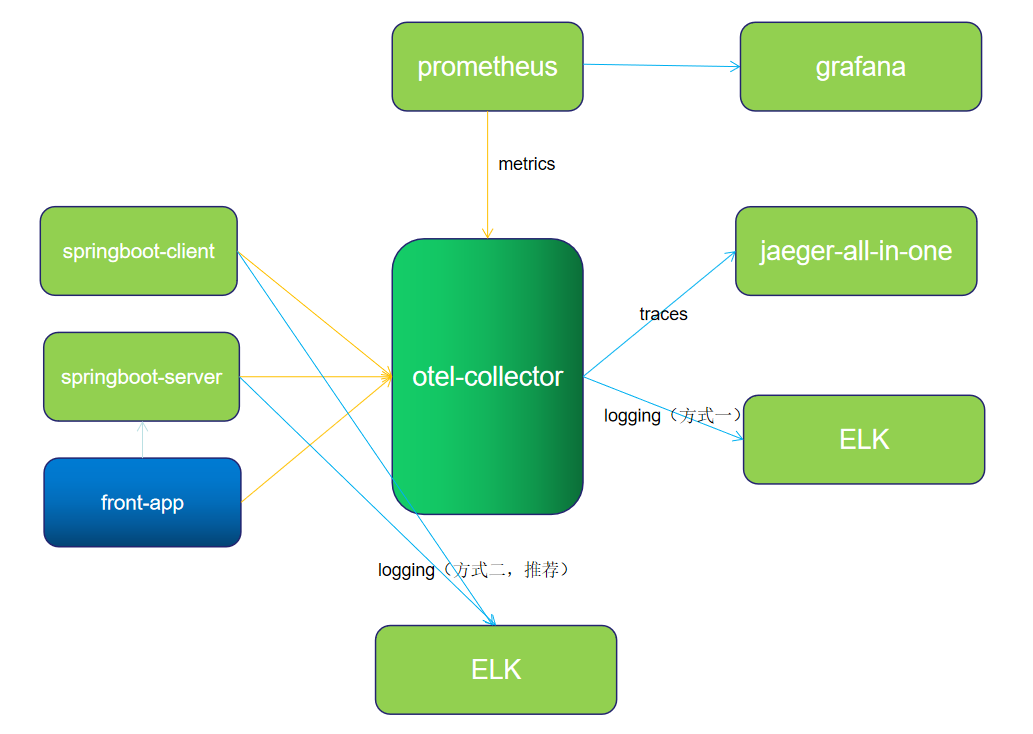 prometheus
grafana
metrics
springboot-client
jaeger-all-in-one
traces
springboot-server
otel-collector
logging（方式一）
ELK
front-app
logging（方式二，推荐）
ELK